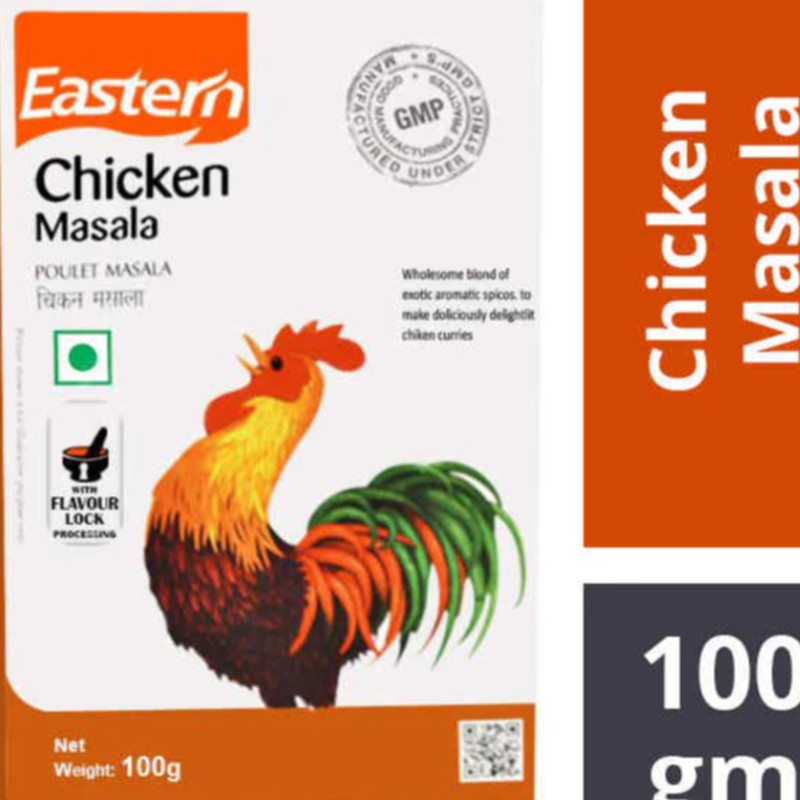 Eastern
Chicken
Masala
POULET MASALA
चिकन मसाला
MANUFACTURED UNDER STRICT GMP'S
GOOD MANUFACTURING PRACTICES
GMP
Wholesome blond of
exotic aromatic spicos. to
make doliciously delightlit
chiken curries
WITH
FLAVOUR
LOCK
PROCESSING
Net
Weight: 100g
Chicken
Masala
100
gm